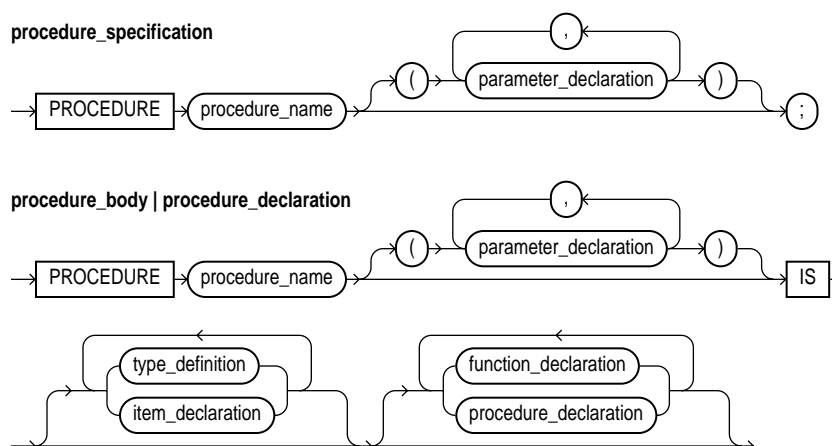 procedure_specification
,
( parameter_declaration )
PROCEDURE procedure_name ;
procedure_body | procedure_declaration
,
( parameter_declaration )
PROCEDURE procedure_name IS
type_definition function_declaration
item_declaration procedure_declaration